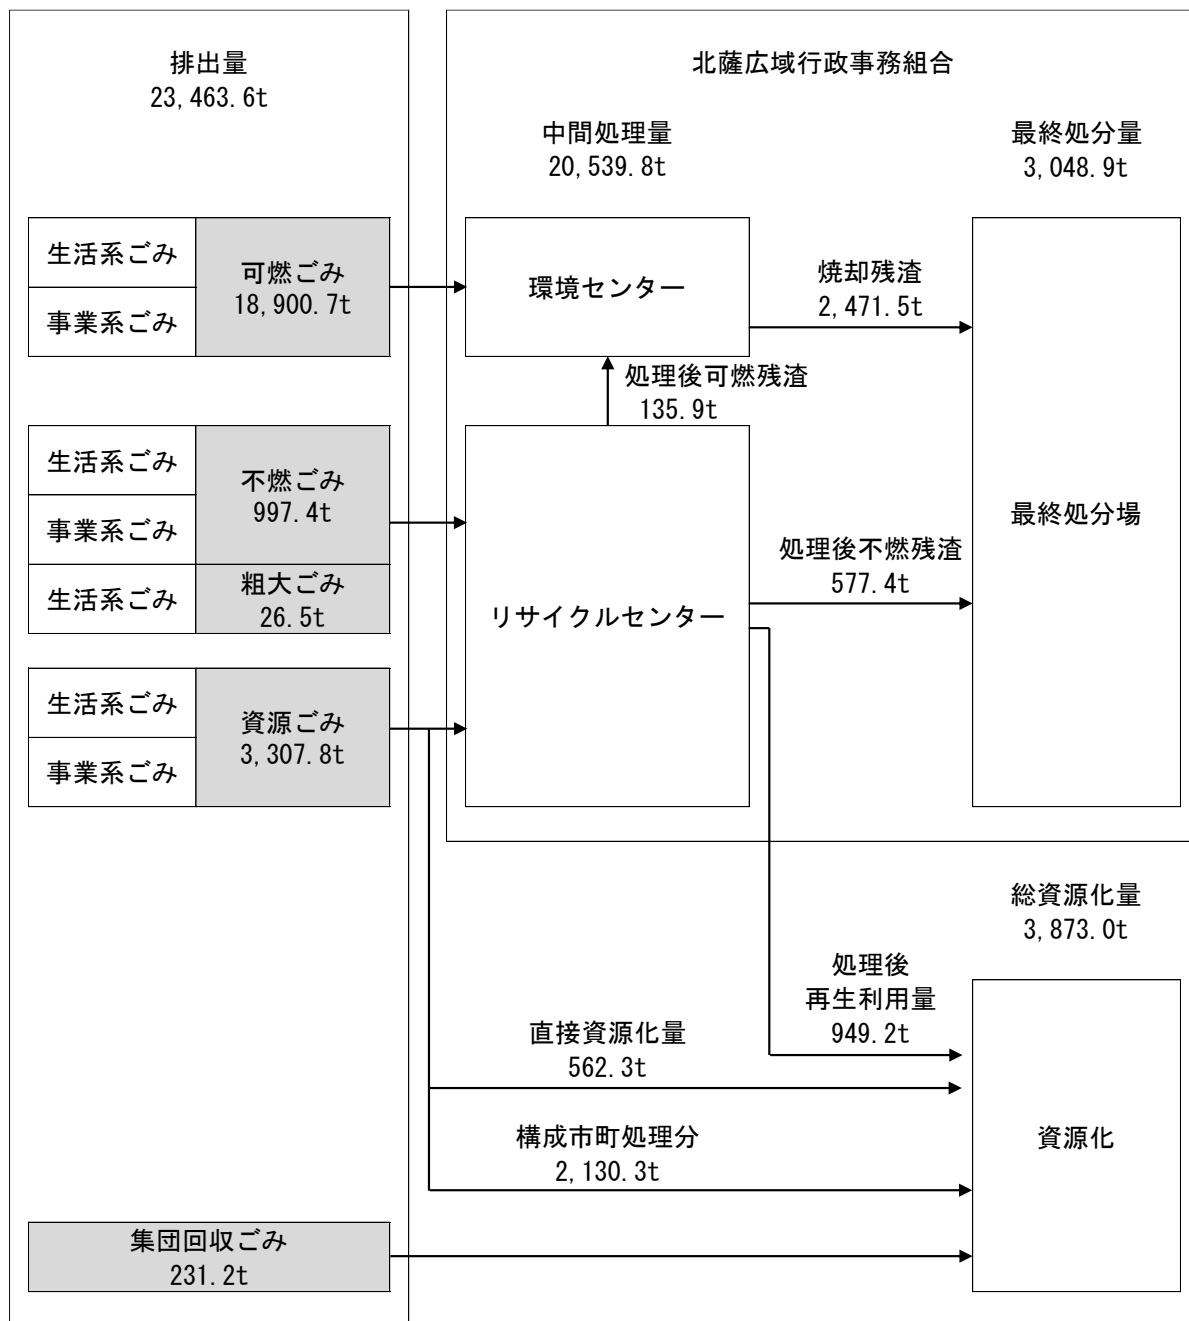 排出量
23,463.6t
北薩広域行政事務組合
中間処理量
20,539.8t
最終処分量
3,048.9t
生活系ごみ
事業系ごみ
可燃ごみ
18,900.7t
環境センター
焼却残渣
2,471.5t
処理後可燃残渣
135.9t
生活系ごみ
事業系ごみ
不燃ごみ
997.4t
生活系ごみ
粗大ごみ
26.5t
リサイクルセンター
処理後不燃残渣
577.4t
最終処分場
生活系ごみ
事業系ごみ
資源ごみ
3,307.8t
総資源化量
3,873.0t
処理後
再生利用量
949.2t
直接資源化量
562.3t
構成市町処理分
2,130.3t
資源化
集団回収ごみ
231.2t